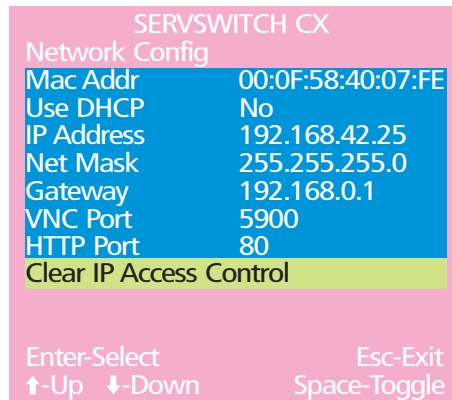 SERVSWITCH CX
Network Config
Mac Addr 00:0F:58:40:07:FE
Use DHCP No
IP Address 192.168.42.25
Net Mask 255.255.255.0
Gateway 192.168.0.1
VNC Port 5900
HTTP Port 80
Clear IP Access Control
Enter-Select Esc-Exit
⬆-Up ⬇-Down Space-Toggle